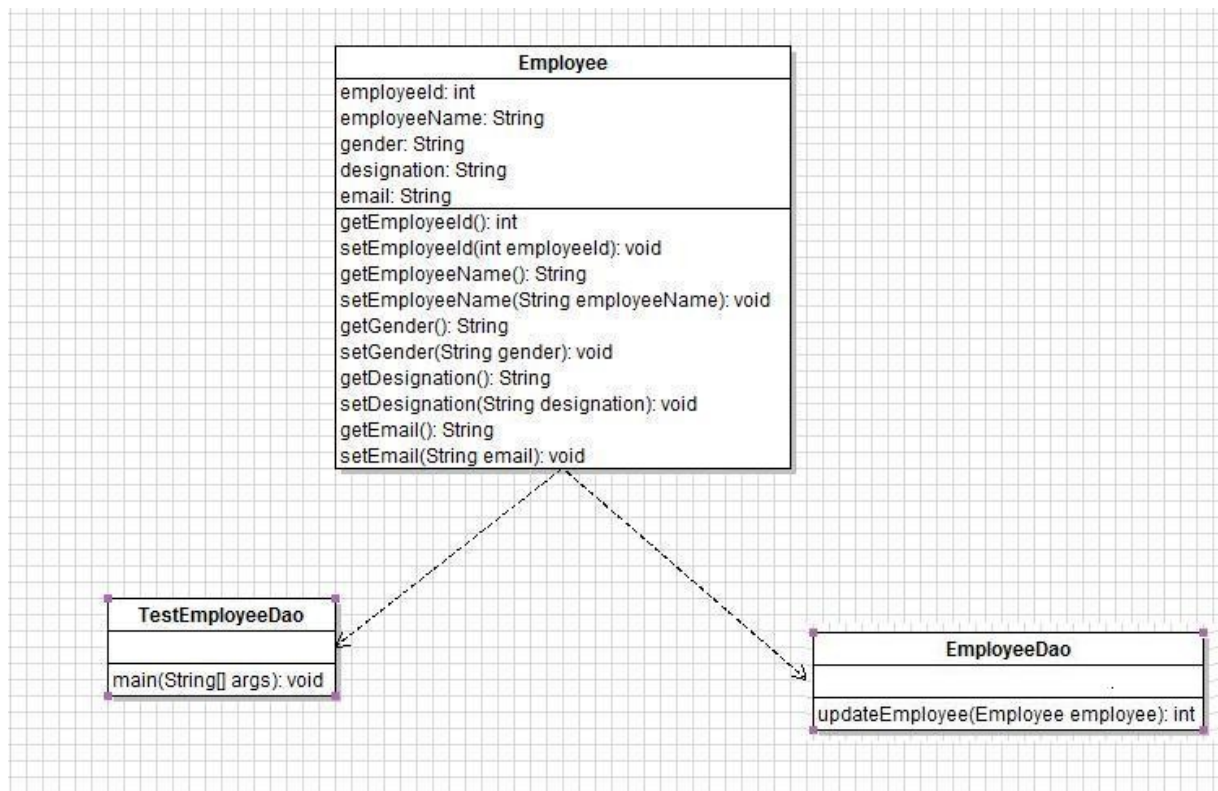 Employee
employeeId: int
employeeName: String
gender: String
designation: String
email: String
getEmployeeId(): int
setEmployeeId(int employeeId): void
getEmployeeName(): String
setEmployeeName(String employeeName): void
getGender(): String
setGender(String gender): void
getDesignation(): String
setDesignation(String designation): void
getEmail(): String
setEmail(String email): void
TestEmployeeDao
main(String[] args): void
EmployeeDao
updateEmployee(Employee employee): int